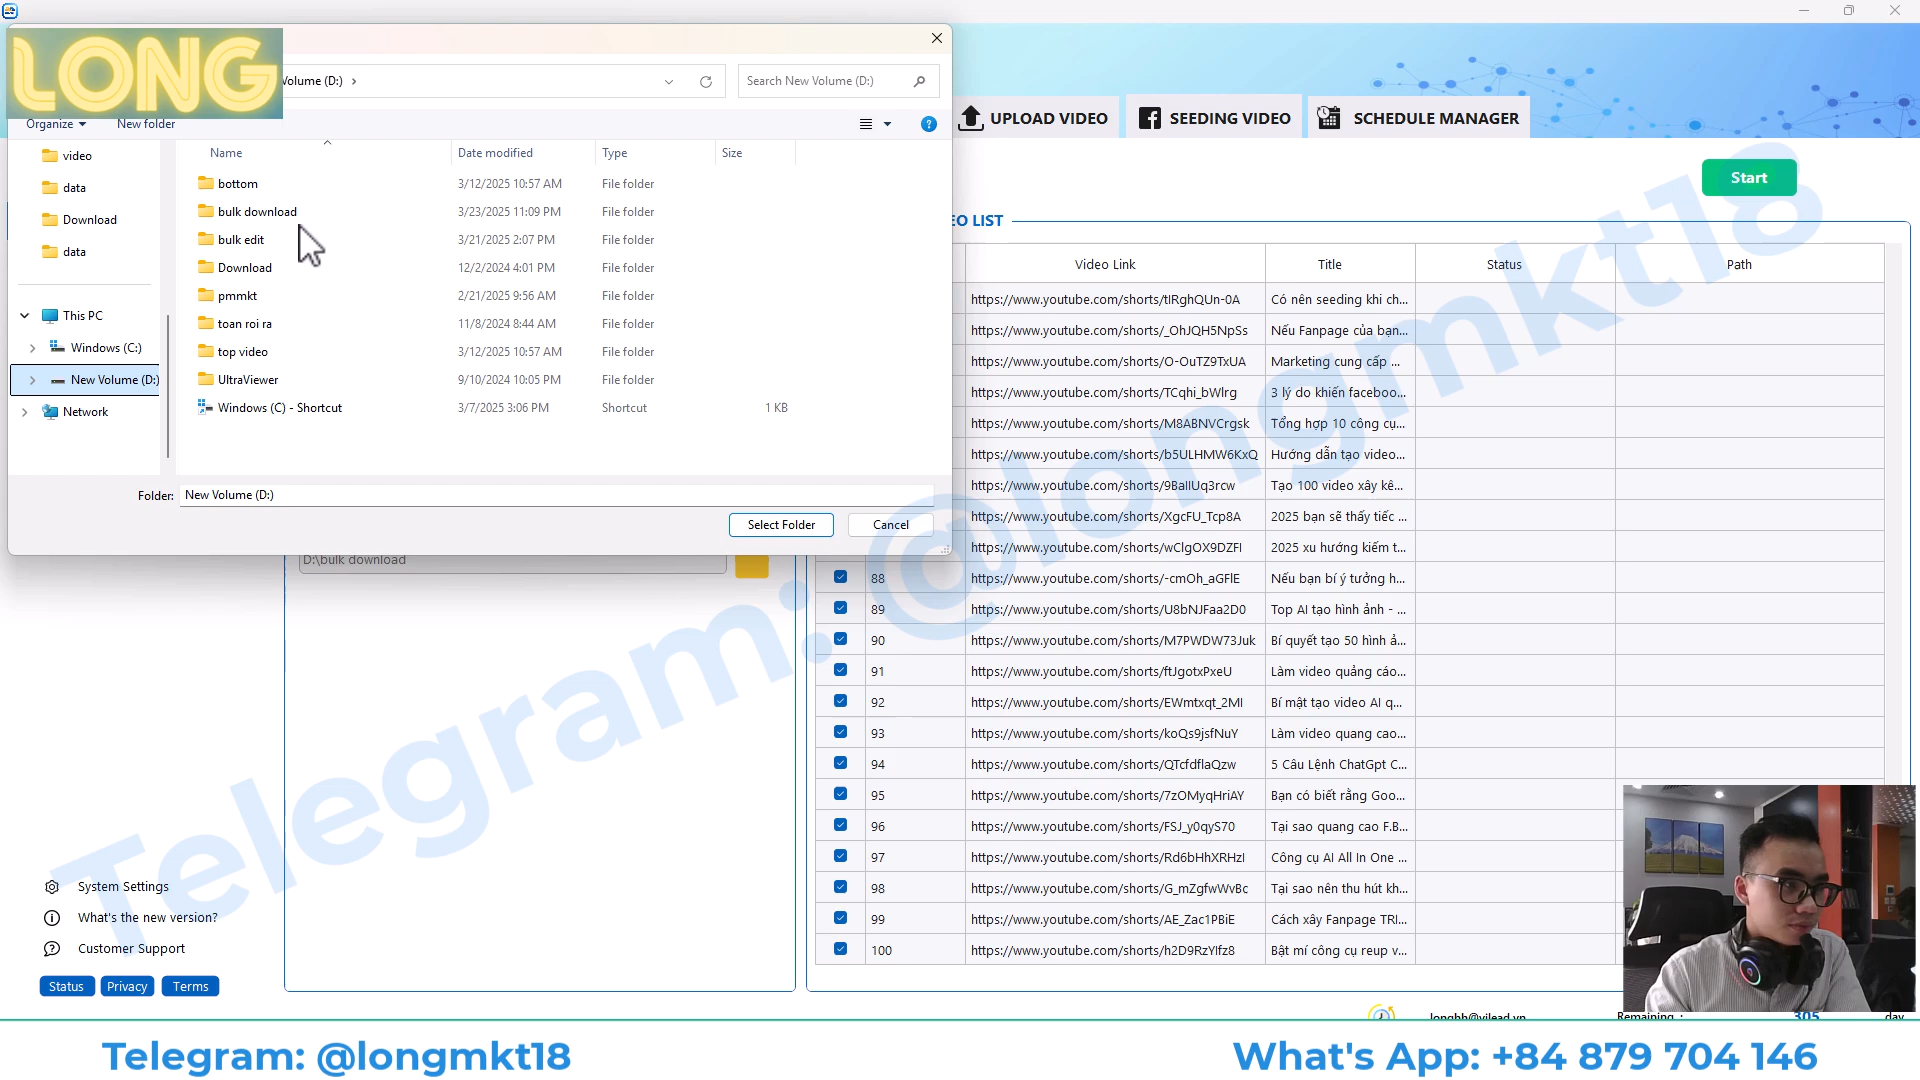 LONG
Volume (D:)
Search New Volume (D:)
Organize
New folder
UPLOAD VIDEO
SEEDING VIDEO
SCHEDULE MANAGER
Name
Date modified
Type
Size
video
data
Download
data
This PC
Windows (C:)
New Volume (D:)
Network
bottom 3/12/2025 10:57 AM File folder
bulk download 3/23/2025 11:09 PM File folder
bulk edit 3/21/2025 2:07 PM File folder
Download 12/2/2024 4:01 PM File folder
pmmkt 2/21/2025 9:56 AM File folder
toan roi ra 11/8/2024 8:44 AM File folder
top video 3/12/2025 10:57 AM File folder
UltraViewer 9/10/2024 10:05 PM File folder
Windows (C) - Shortcut 3/7/2025 3:06 PM Shortcut 1 KB
Folder: New Volume (D:)
Select Folder
Cancel
D:\bulk download
Start
EO LIST
Video Link Title Status Path
https://www.youtube.com/shorts/tIRghQUn-0A Có nên seeding khi ch...
https://www.youtube.com/shorts/_OhJQH5NpSs Nếu Fanpage của bạn...
https://www.youtube.com/shorts/O-OuTZ9TxUA Marketing cung cấp ...
https://www.youtube.com/shorts/TCqhi_bWlrg 3 lý do khiến faceboo...
https://www.youtube.com/shorts/M8ABNVCrgsk Tổng hợp 10 công cụ...
https://www.youtube.com/shorts/b5ULHMW6KxQ Hướng dẫn tạo video...
https://www.youtube.com/shorts/9BaIIUq3rcw Tạo 100 video xây kê...
https://www.youtube.com/shorts/XgcFU_Tcp8A 2025 bạn sẽ thấy tiếc ...
https://www.youtube.com/shorts/wClgOX9DZFI 2025 xu hướng kiếm t...
88 https://www.youtube.com/shorts/-cmOh_aGFlE Nếu bạn bí ý tưởng h...
89 https://www.youtube.com/shorts/U8bNJFaa2D0 Top AI tạo hình ảnh - ...
90 https://www.youtube.com/shorts/M7PWDW73Juk Bí quyết tạo 50 hình ả...
91 https://www.youtube.com/shorts/ftJgotxPxeU Làm video quảng cáo...
92 https://www.youtube.com/shorts/EWmtxqt_2MI Bí mật tạo video AI q...
93 https://www.youtube.com/shorts/koQs9jsfNuY Làm video quang cao...
94 https://www.youtube.com/shorts/QTcfdflaQzw 5 Câu Lệnh ChatGpt C...
95 https://www.youtube.com/shorts/7zOMyqHriAY Bạn có biết rằng Goo...
96 https://www.youtube.com/shorts/FSJ_y0qyS70 Tại sao quang cao F.B...
97 https://www.youtube.com/shorts/Rd6bHhXRHzI Công cụ AI All In One ...
98 https://www.youtube.com/shorts/G_mZgfwWvBc Tại sao nên thu hút kh...
99 https://www.youtube.com/shorts/AE_Zac1PBiE Cách xây Fanpage TRI...
100 https://www.youtube.com/shorts/h2D9RzYlfz8 Bật mí công cụ reup v...
Telegram: @longmkt18
System Settings
What's the new version?
Customer Support
Status
Privacy
Terms
longhh@vilead.vn
Remaining :
305
day
Telegram: @longmkt18
What's App: +84 879 704 146